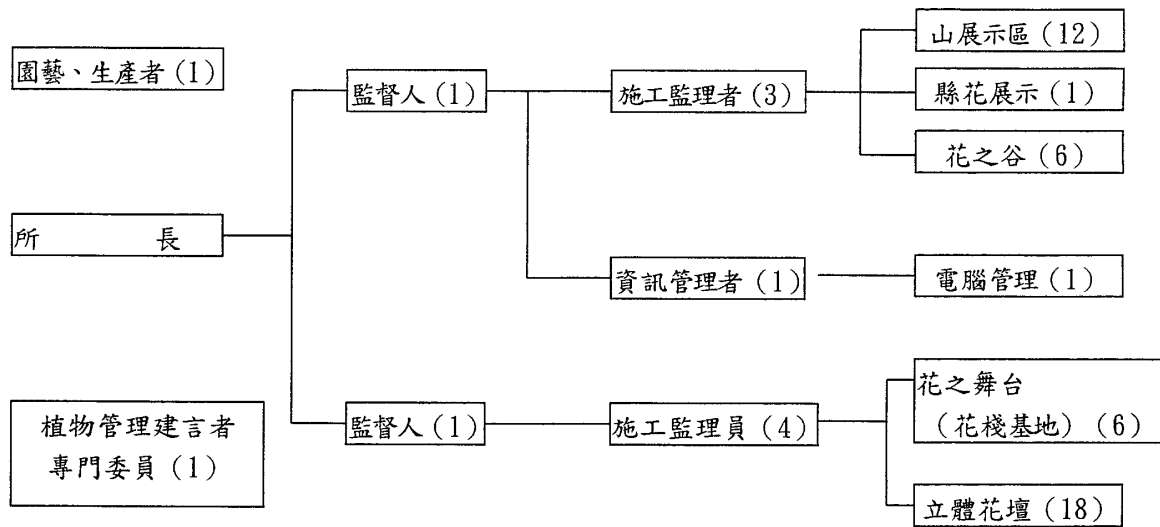 園藝、生產者(1)
所長
植物管理建言者
專門委員(1)
監督人(1)
施工監理者(3)
山展示區(12)
縣花展示(1)
花之谷(6)
資訊管理者(1)
電腦管理(1)
監督人(1)
施工監理員(4)
花之舞台
(花棧基地)(6)
立體花壇(18)